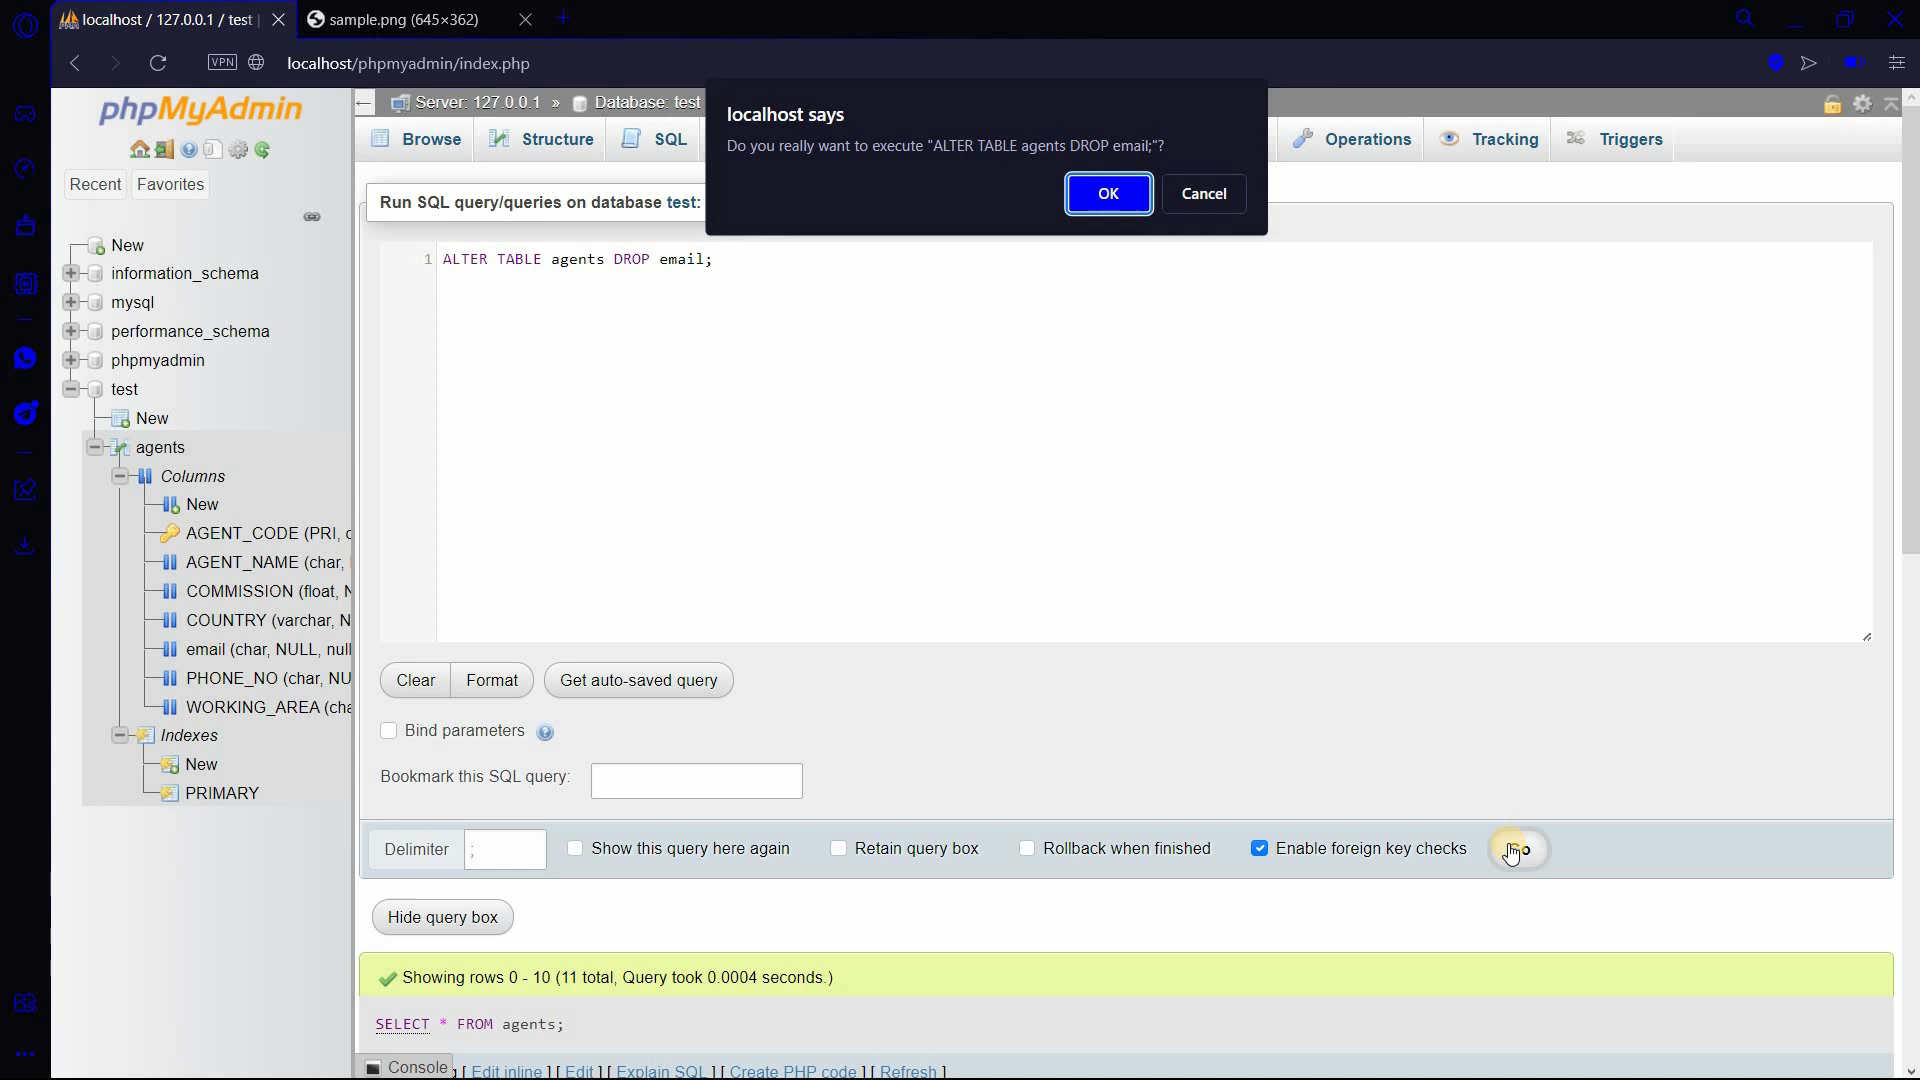 localhost / 127.0.0.1 / test
sample.png (645×362)
VPN
localhost/phpmyadmin/index.php
phpMyAdmin
Recent
Favorites
New
information_schema
mysql
performance_schema
phpmyadmin
test
New
agents
Columns
New
AGENT_CODE (PRI, c
AGENT_NAME (char,
COMMISSION (float, N
COUNTRY (varchar, N
email (char, NULL, null
PHONE_NO (char, NU
WORKING_AREA (cha
Indexes
New
PRIMARY
Server: 127.0.0.1 » Database: test
Browse
Structure
SQL
Operations
Tracking
Triggers
localhost says
Do you really want to execute "ALTER TABLE agents DROP email;"?
OK
Cancel
Run SQL query/queries on database test:
1 ALTER TABLE agents DROP email;
Clear
Format
Get auto-saved query
Bind parameters
Bookmark this SQL query:
Delimiter
;
Show this query here again
Retain query box
Rollback when finished
Enable foreign key checks
Hide query box
Showing rows 0 - 10 (11 total, Query took 0.0004 seconds.)
SELECT * FROM agents;
Console
[ Edit inline ] [ Edit ] [ Explain SQL ] [ Create PHP code ] [ Refresh ]